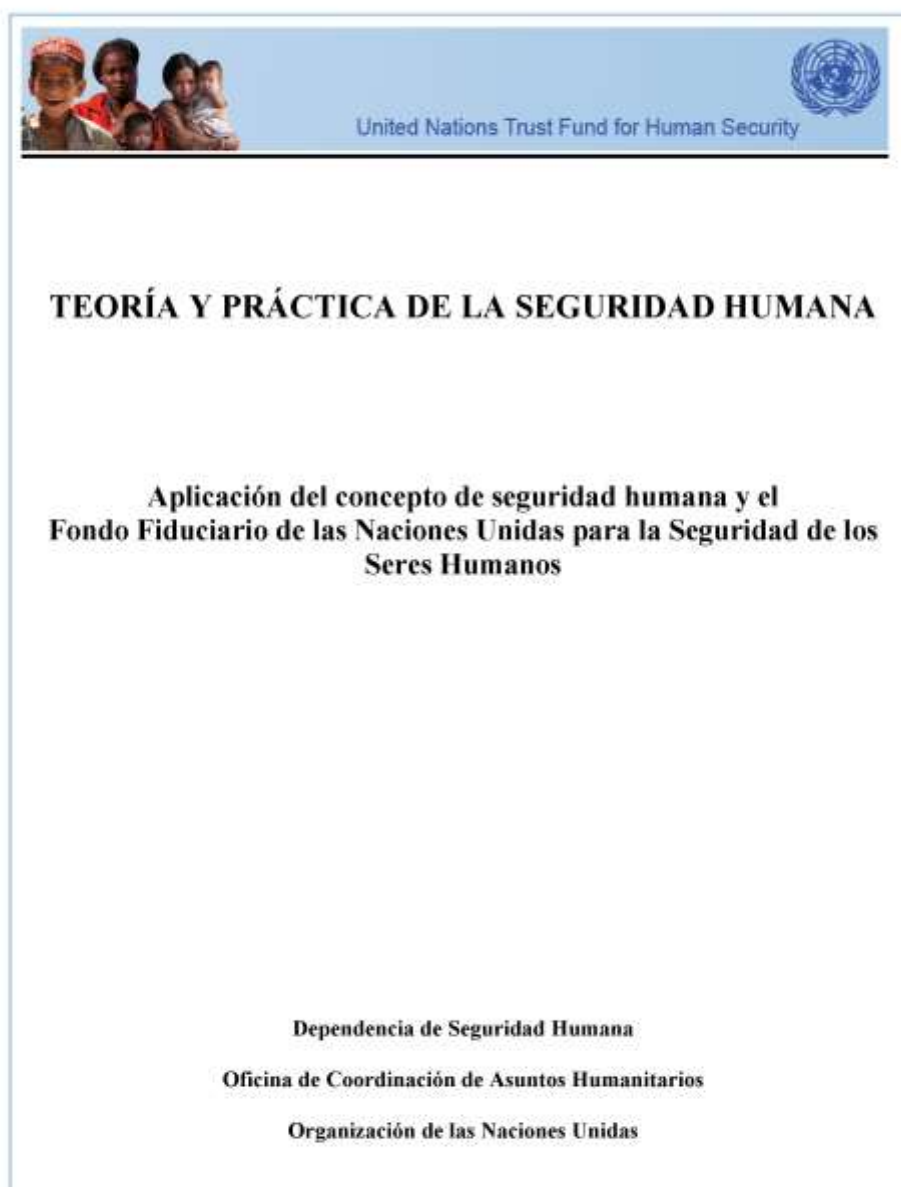 United Nations Trust Fund for Human Security
TEORÍA Y PRÁCTICA DE LA SEGURIDAD HUMANA
Aplicación del concepto de seguridad humana y el
Fondo Fiduciario de las Naciones Unidas para la Seguridad de los
Seres Humanos
Dependencia de Seguridad Humana
Oficina de Coordinación de Asuntos Humanitarios
Organización de las Naciones Unidas